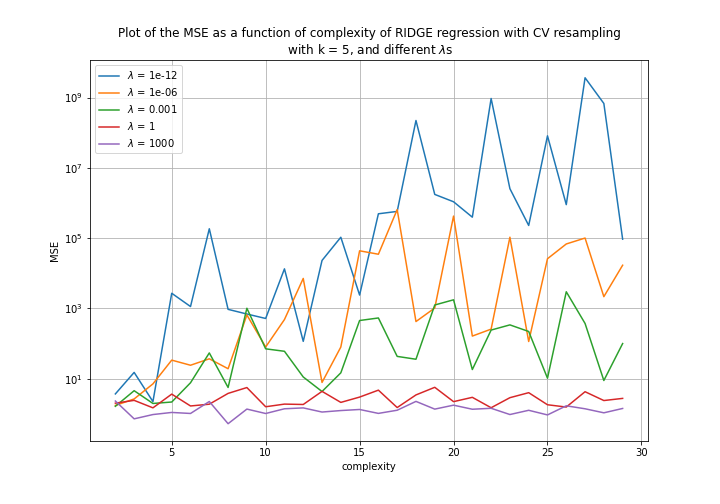 Plot of the MSE as a function of complexity of RIDGE regression with CV resampling
with k = 5, and different λs
λ = 1e-12
λ = 1e-06
λ = 0.001
λ = 1
λ = 1000
10⁹
10⁷
10⁵
10³
10¹
MSE
5
10
15
20
25
30
complexity